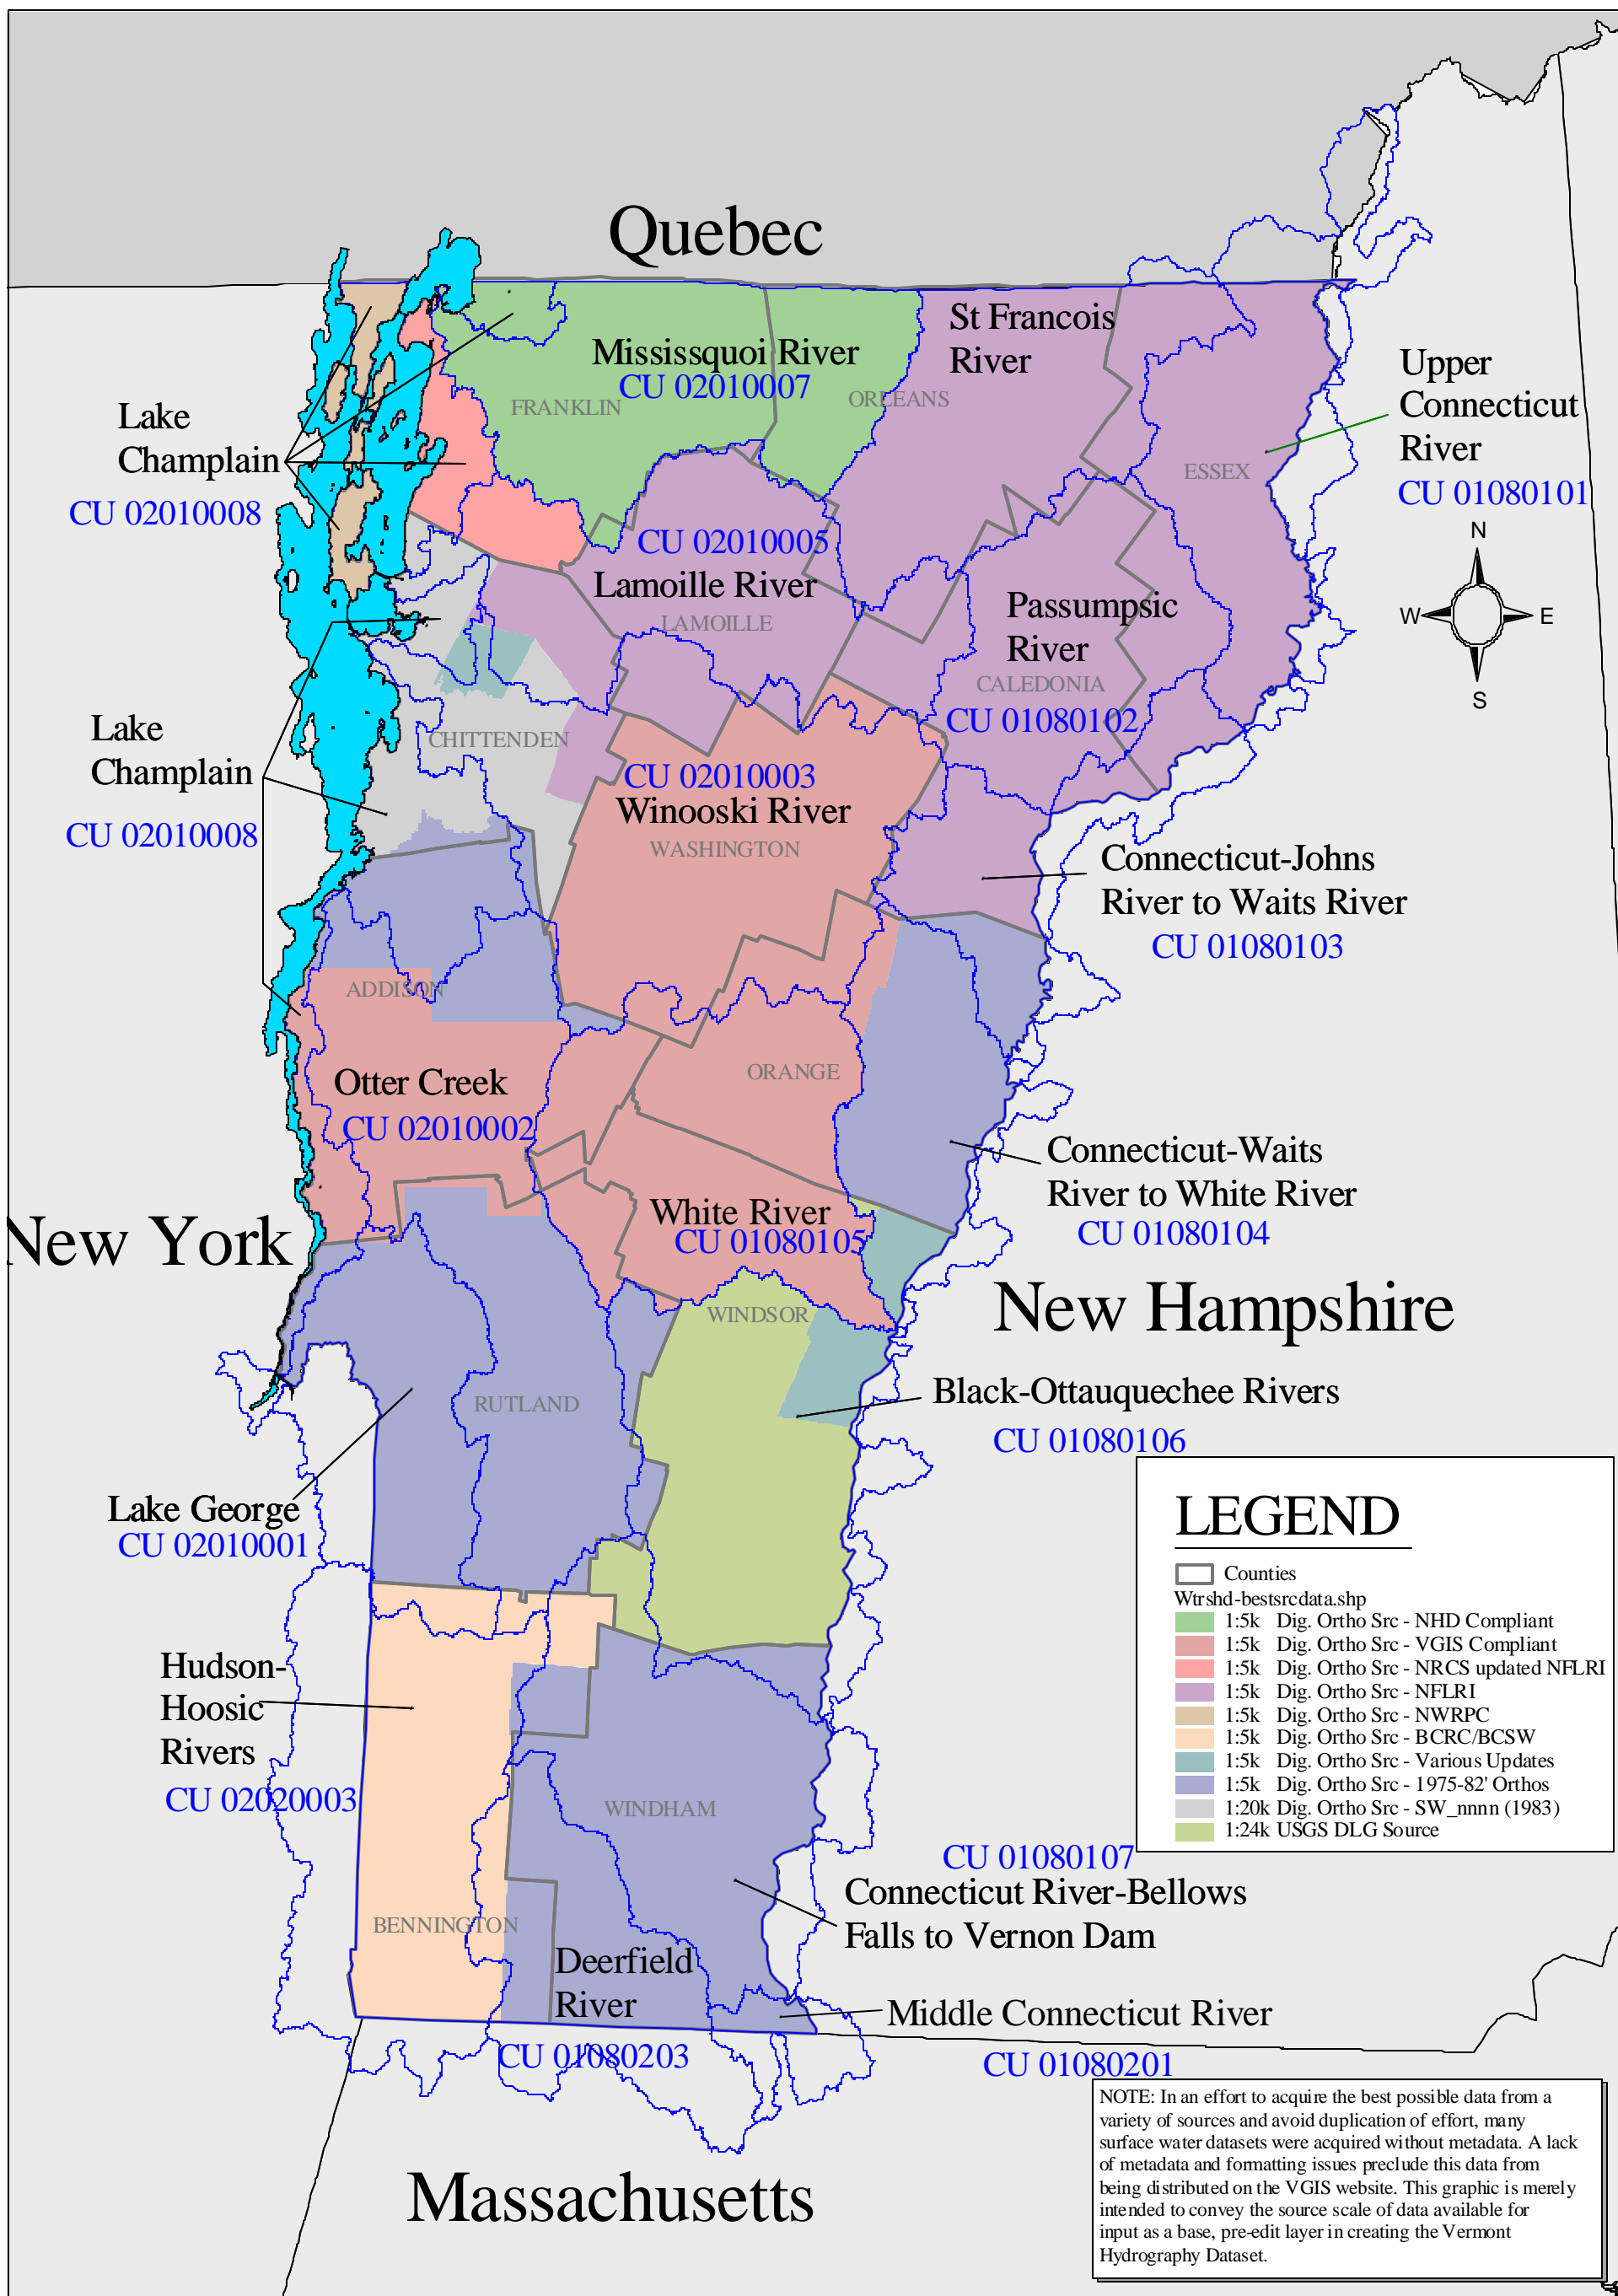 Quebec
St Francois
River
Mississquoi River
CU 02010007
FRANKLIN
ORLEANS
Upper
Connecticut
River
CU 01080101
ESSEX
Lake
Champlain
CU 02010008
N
W
E
S
CU 02010005
Lamoille River
LAMOILLE
Passumpsic
River
CALEDONIA
CU 01080102
Lake
Champlain
CU 02010008
CHITTENDEN
CU 02010003
Winooski River
WASHINGTON
Connecticut-Johns
River to Waits River
CU 01080103
ADDISON
Otter Creek
CU 02010002
ORANGE
Connecticut-Waits
River to White River
CU 01080104
New York
White River
CU 01080105
New Hampshire
WINDSOR
Black-Ottauquechee Rivers
CU 01080106
RUTLAND
Lake George
CU 02010001
LEGEND
Counties
Wtrshd-bestsrcdata.shp
1:5k Dig. Ortho Src - NHD Compliant
1:5k Dig. Ortho Src - VGIS Compliant
1:5k Dig. Ortho Src - NRCS updated NFLRI
1:5k Dig. Ortho Src - NFLRI
1:5k Dig. Ortho Src - NWRPC
1:5k Dig. Ortho Src - BCRC/BCSW
1:5k Dig. Ortho Src - Various Updates
1:5k Dig. Ortho Src - 1975-82' Orthos
1:20k Dig. Ortho Src - SW_nnnn (1983)
1:24k USGS DLG Source
Hudson-
Hoosic
Rivers
CU 02020003
WINDHAM
CU 01080107
Connecticut River-Bellows
Falls to Vernon Dam
BENNINGTON
Deerfield
River
CU 01080203
Middle Connecticut River
CU 01080201
Massachusetts
NOTE: In an effort to acquire the best possible data from a
variety of sources and avoid duplication of effort, many
surface water datasets were acquired without metadata. A lack
of metadata and formatting issues preclude this data from
being distributed on the VGIS website. This graphic is merely
intended to convey the source scale of data available for
input as a base, pre-edit layer in creating the Vermont
Hydrography Dataset.